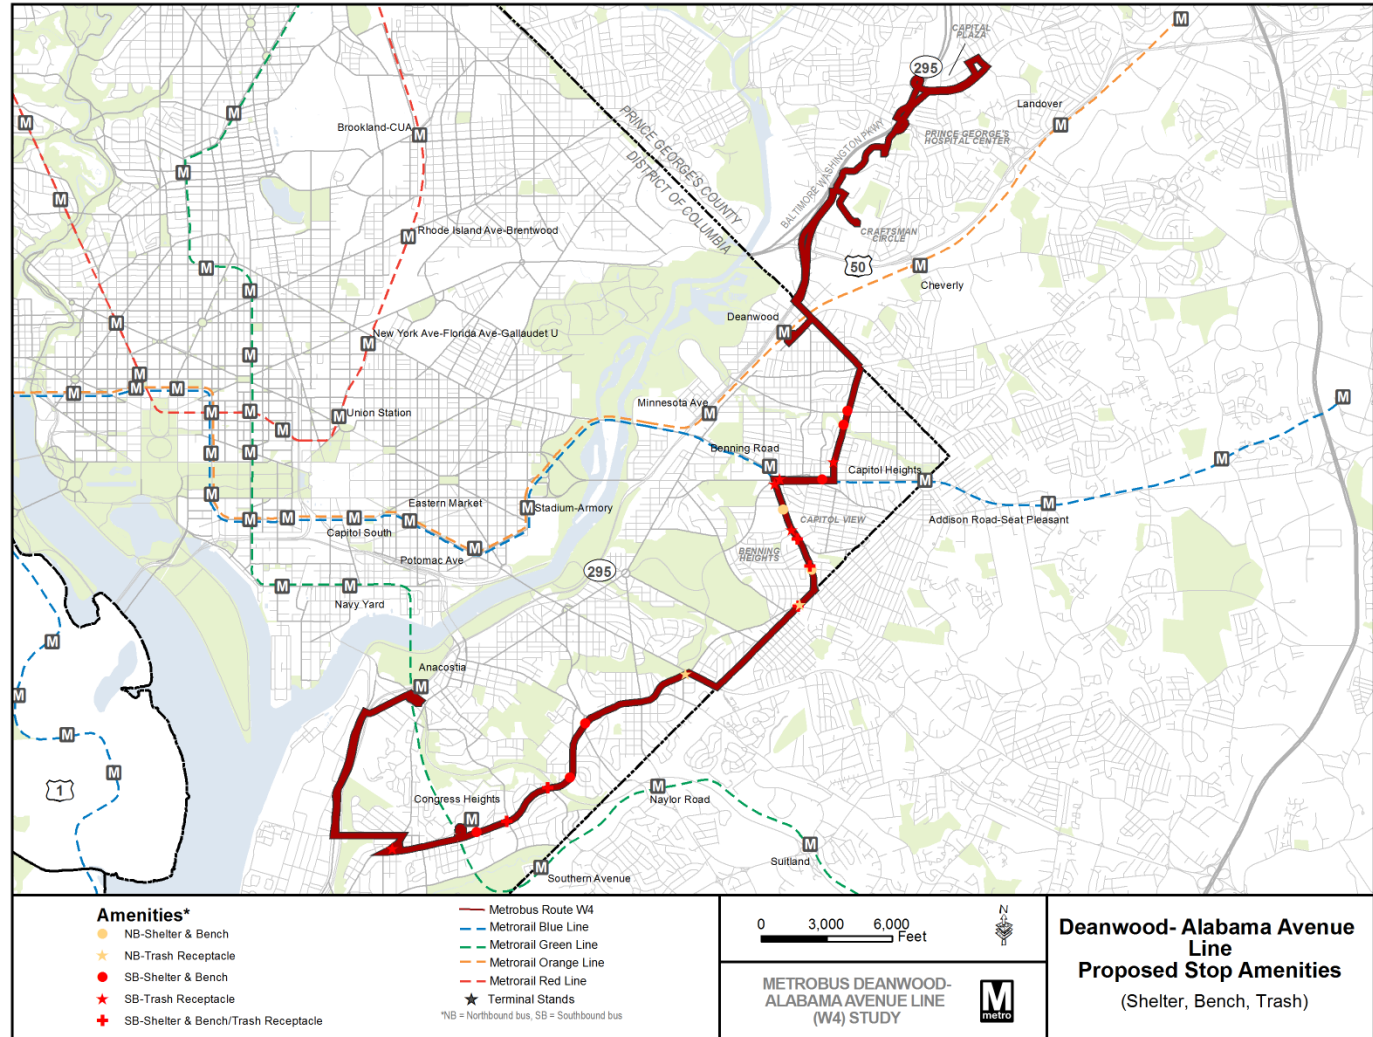 CAPITAL
PLAZA
295
Landover
Brookland-CUA
PRINCE GEORGE'S COUNTY
DISTRICT OF COLUMBIA
BALTIMORE WASHINGTON PKWY
PRINCE GEORGE'S
HOSPITAL CENTER
Rhode Island Ave-Brentwood
CRAFTSMAN
CIRCLE
50
Cheverly
Deanwood
New York Ave-Florida Ave-Gallaudet U
Minnesota Ave
Union Station
Benning Road
Capitol Heights
Eastern Market
Stadium-Armory
Capitol South
CAPITOL VIEW
Addison Road-Seat Pleasant
Potomac Ave
BENNING
HEIGHTS
295
Navy Yard
Anacostia
1
Congress Heights
Naylor Road
Suitland
Southern Avenue
Amenities*
NB-Shelter & Bench
NB-Trash Receptacle
SB-Shelter & Bench
SB-Trash Receptacle
SB-Shelter & Bench/Trash Receptacle
Metrobus Route W4
Metrorail Blue Line
Metrorail Green Line
Metrorail Orange Line
Metrorail Red Line
Terminal Stands
*NB = Northbound bus, SB = Southbound bus
0 3,000 6,000
Feet
N
METROBUS DEANWOOD-
ALABAMA AVENUE LINE
(W4) STUDY
M
metro
Deanwood- Alabama Avenue
Line
Proposed Stop Amenities
(Shelter, Bench, Trash)